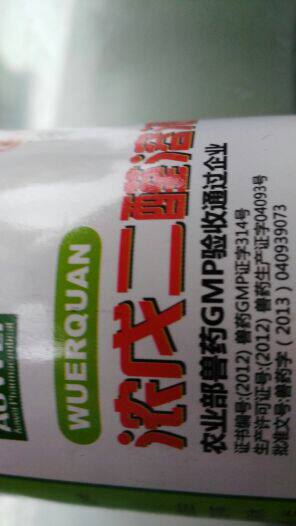 Aowei Pharmaceutical
WUERQUAN
浓戊二醛溶
农业部兽药GMP验收通过企业
证书编号:(2012) 兽药GMP证字314号
生产许可证号:(2012) 兽药生产证字04093号
批准文号:兽药字 (2013) 040939073